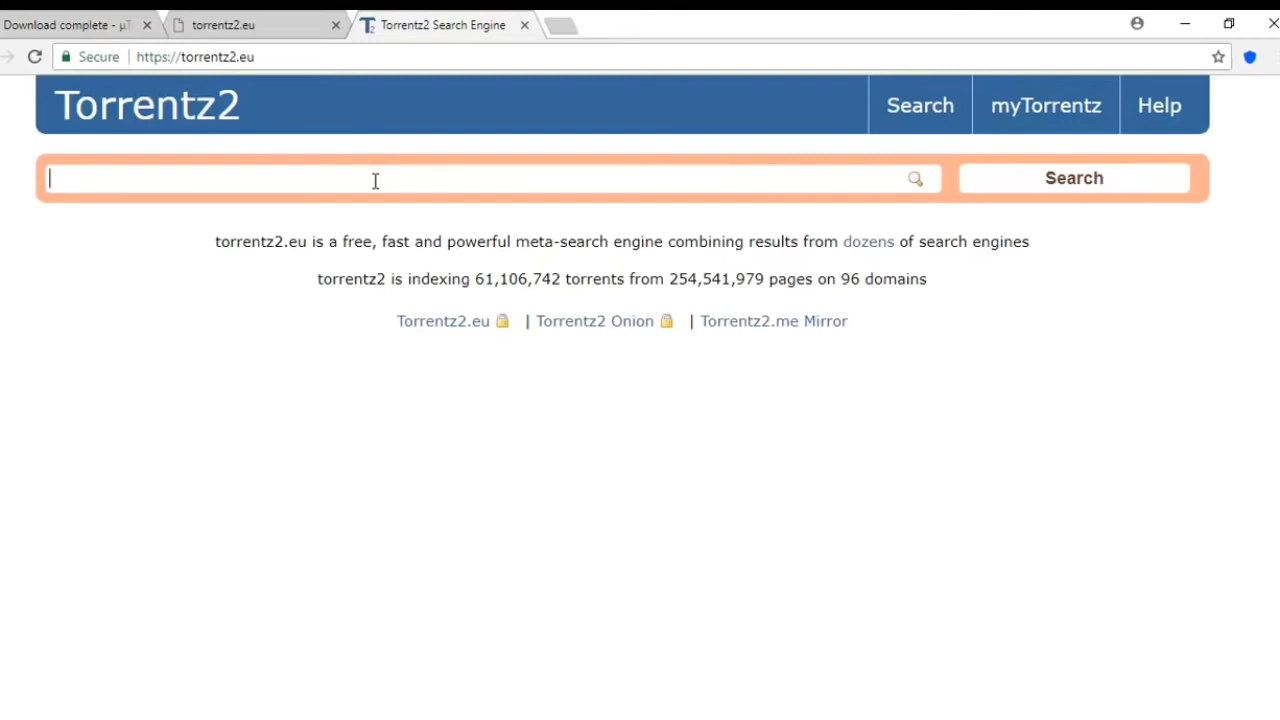 Download complete - µT torrentz2.eu Torrentz2 Search Engine
Secure https://torrentz2.eu
Torrentz2 Search myTorrentz Help
Search
torrentz2.eu is a free, fast and powerful meta-search engine combining results from dozens of search engines
torrentz2 is indexing 61,106,742 torrents from 254,541,979 pages on 96 domains
Torrentz2.eu | Torrentz2 Onion | Torrentz2.me Mirror